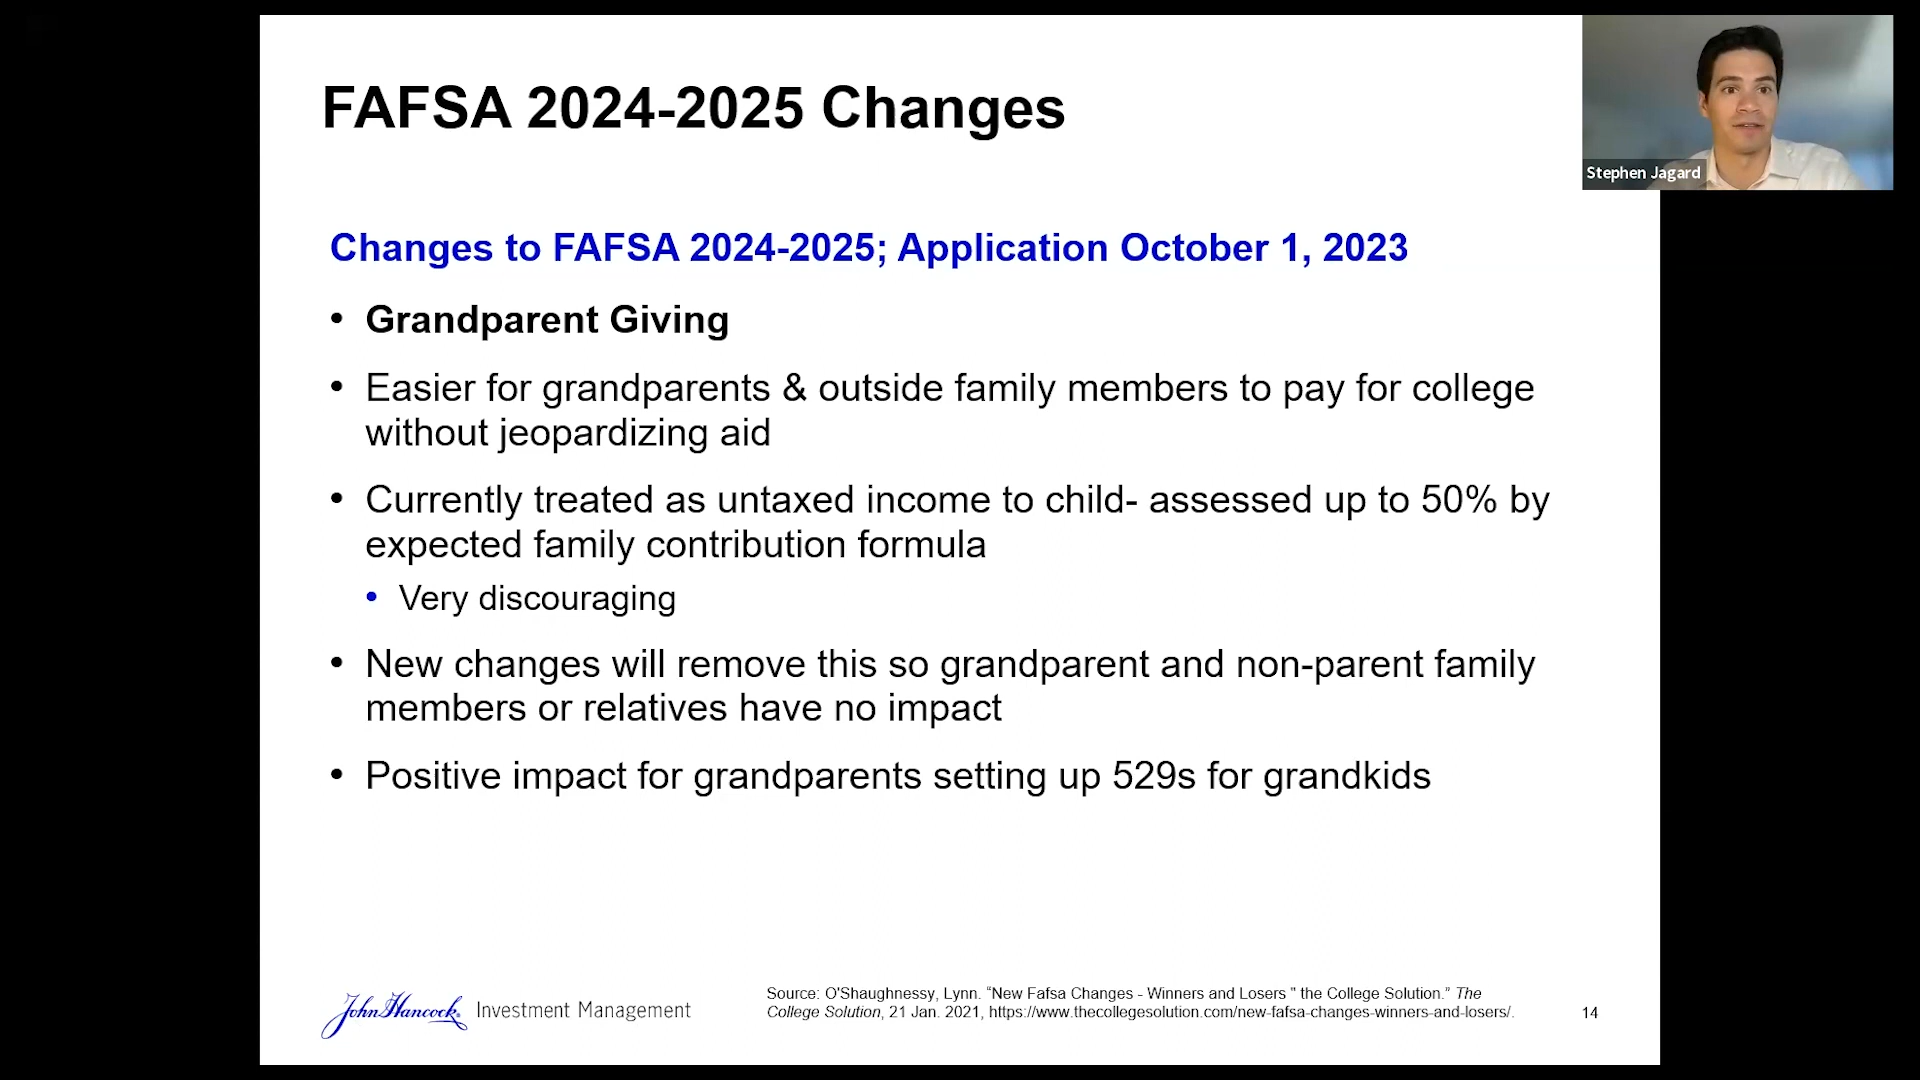 FAFSA 2024-2025 Changes
Stephen Jagard
Changes to FAFSA 2024-2025; Application October 1, 2023
• Grandparent Giving
• Easier for grandparents & outside family members to pay for college
without jeopardizing aid
• Currently treated as untaxed income to child- assessed up to 50% by
expected family contribution formula
• Very discouraging
• New changes will remove this so grandparent and non-parent family
members or relatives have no impact
• Positive impact for grandparents setting up 529s for grandkids
John Hancock® Investment Management
Source: O'Shaughnessy, Lynn. “New Fafsa Changes - Winners and Losers " the College Solution.” The
College Solution, 21 Jan. 2021, https://www.thecollegesolution.com/new-fafsa-changes-winners-and-losers/.
14